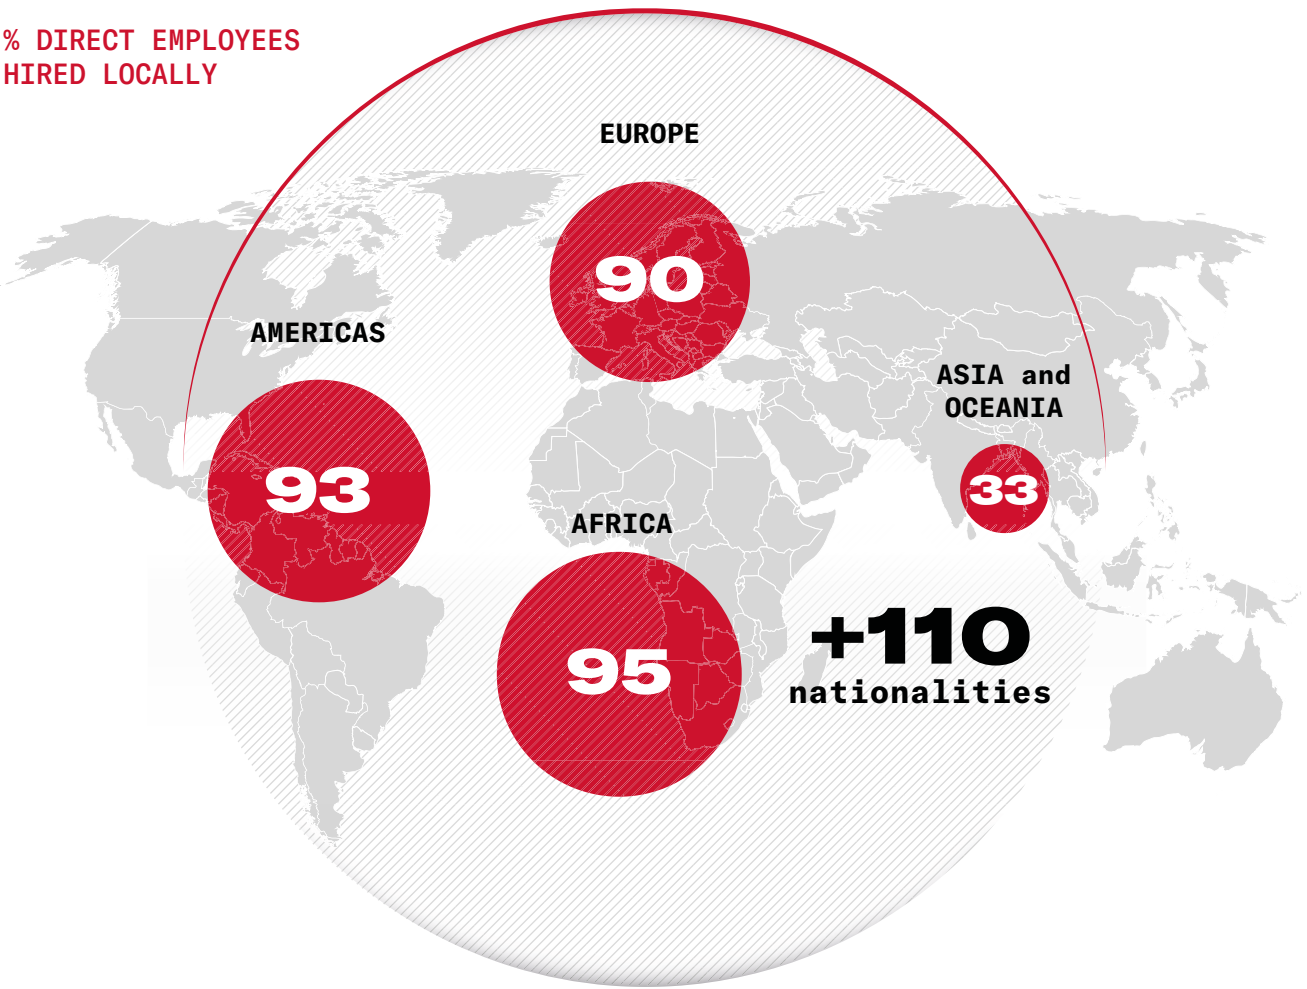 % DIRECT EMPLOYEES
HIRED LOCALLY
EUROPE
90
AMERICAS
93
ASIA and
OCEANIA
33
AFRICA
95
+110
nationalities